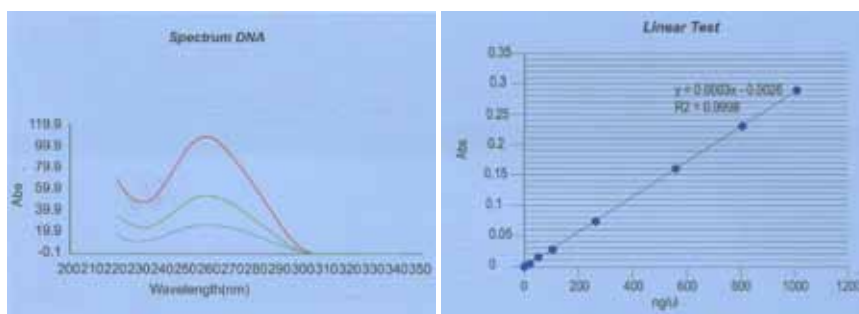 Spectrum DNA
119.9
99.9
79.9
59.9
39.9
19.9
-0.1
Abs
200210220230240250260270280290300310320330340350
Wavelength(nm)
Linear Test
0.35
0.3
0.25
0.2
0.15
0.1
0.05
0
Abs
y = 0.0003x - 0.0026
R2 = 0.9998
0 200 400 600 800 1000 1200
ng/ul